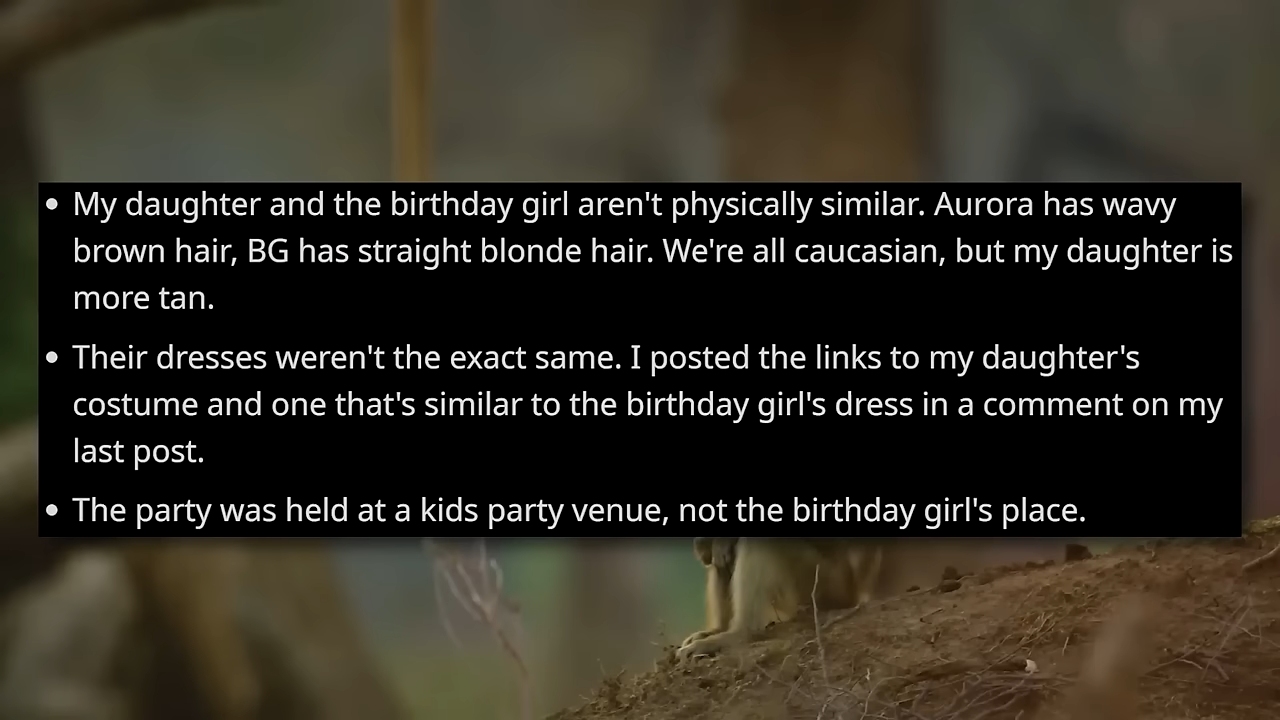 • My daughter and the birthday girl aren't physically similar. Aurora has wavy
brown hair, BG has straight blonde hair. We're all caucasian, but my daughter is
more tan.
• Their dresses weren't the exact same. I posted the links to my daughter's
costume and one that's similar to the birthday girl's dress in a comment on my
last post.
• The party was held at a kids party venue, not the birthday girl's place.